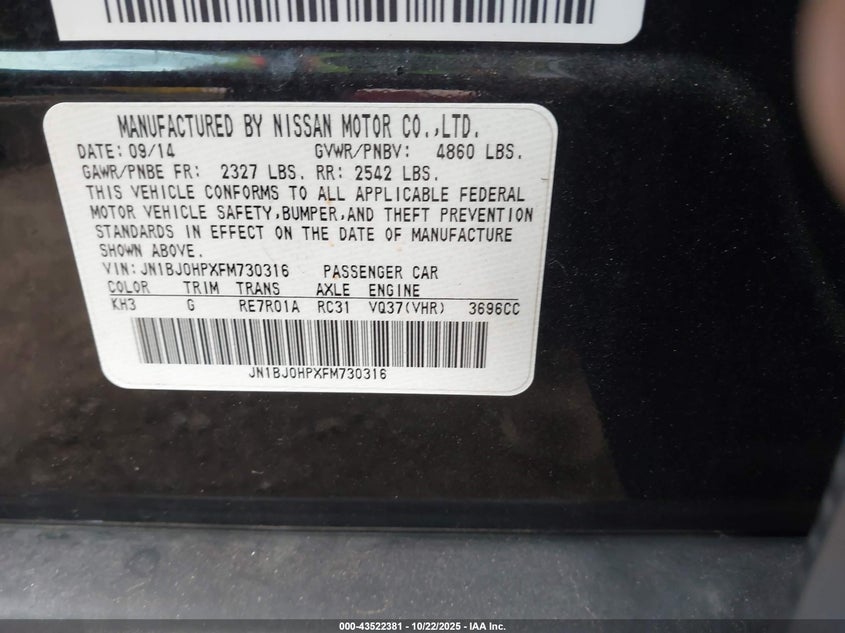 MANUFACTURED BY NISSAN MOTOR CO.,LTD.
DATE: 09/14 GVWR/PNBV: 4860 LBS.
GAWR/PNBE FR: 2327 LBS. RR: 2542 LBS.
THIS VEHICLE CONFORMS TO ALL APPLICABLE FEDERAL
MOTOR VEHICLE SAFETY,BUMPER,AND THEFT PREVENTION
STANDARDS IN EFFECT ON THE DATE OF MANUFACTURE
SHOWN ABOVE.
VIN:JN1BJ0HPXFM730316 PASSENGER CAR
COLOR TRIM TRANS AXLE ENGINE
KH3 G RE7R01A RC31 VQ37(VHR) 3696CC
JN1BJ0HPXFM730316
000-43522381 - 10/22/2025 - IAA Inc.